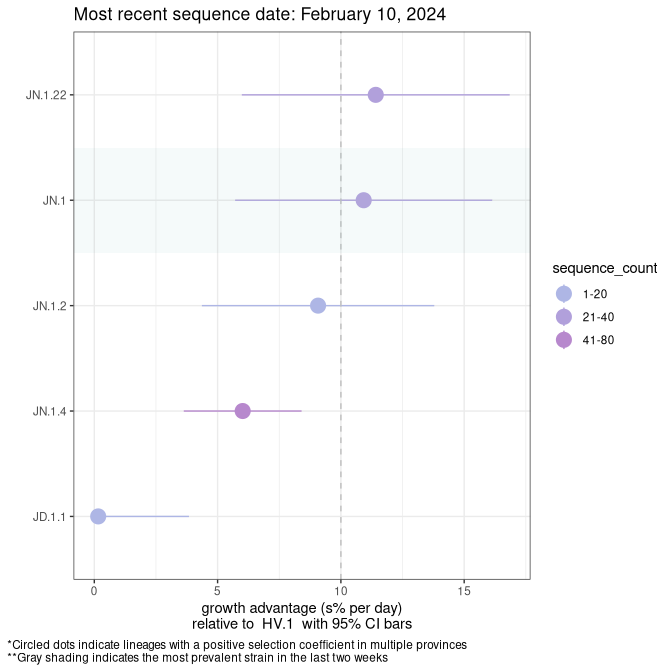 Most recent sequence date: February 10, 2024
JN.1.22
JN.1
JN.1.2
JN.1.4
JD.1.1
0 5 10 15
growth advantage (s% per day)
relative to HV.1 with 95% CI bars
sequence_count
1-20
21-40
41-80
*Circled dots indicate lineages with a positive selection coefficient in multiple provinces
**Gray shading indicates the most prevalent strain in the last two weeks